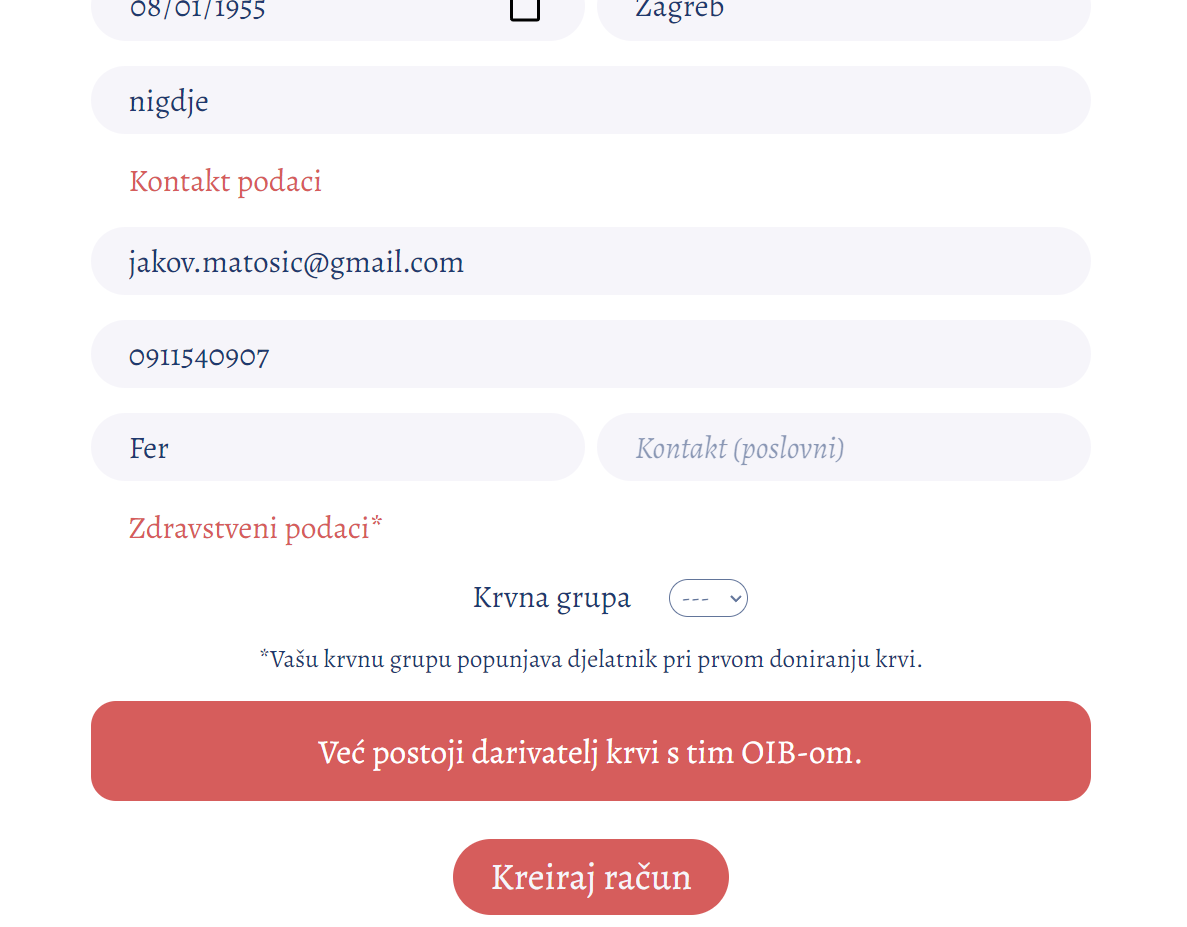 08/01/1955 Zagreb
nigdje
Kontakt podaci
jakov.matosic@gmail.com
0911540907
Fer Kontakt (poslovni)
Zdravstveni podaci*
Krvna grupa ---
*Vašu krvnu grupu popunjava djelatnik pri prvom doniranju krvi.
Već postoji darivatelj krvi s tim OIB-om.
Kreiraj račun